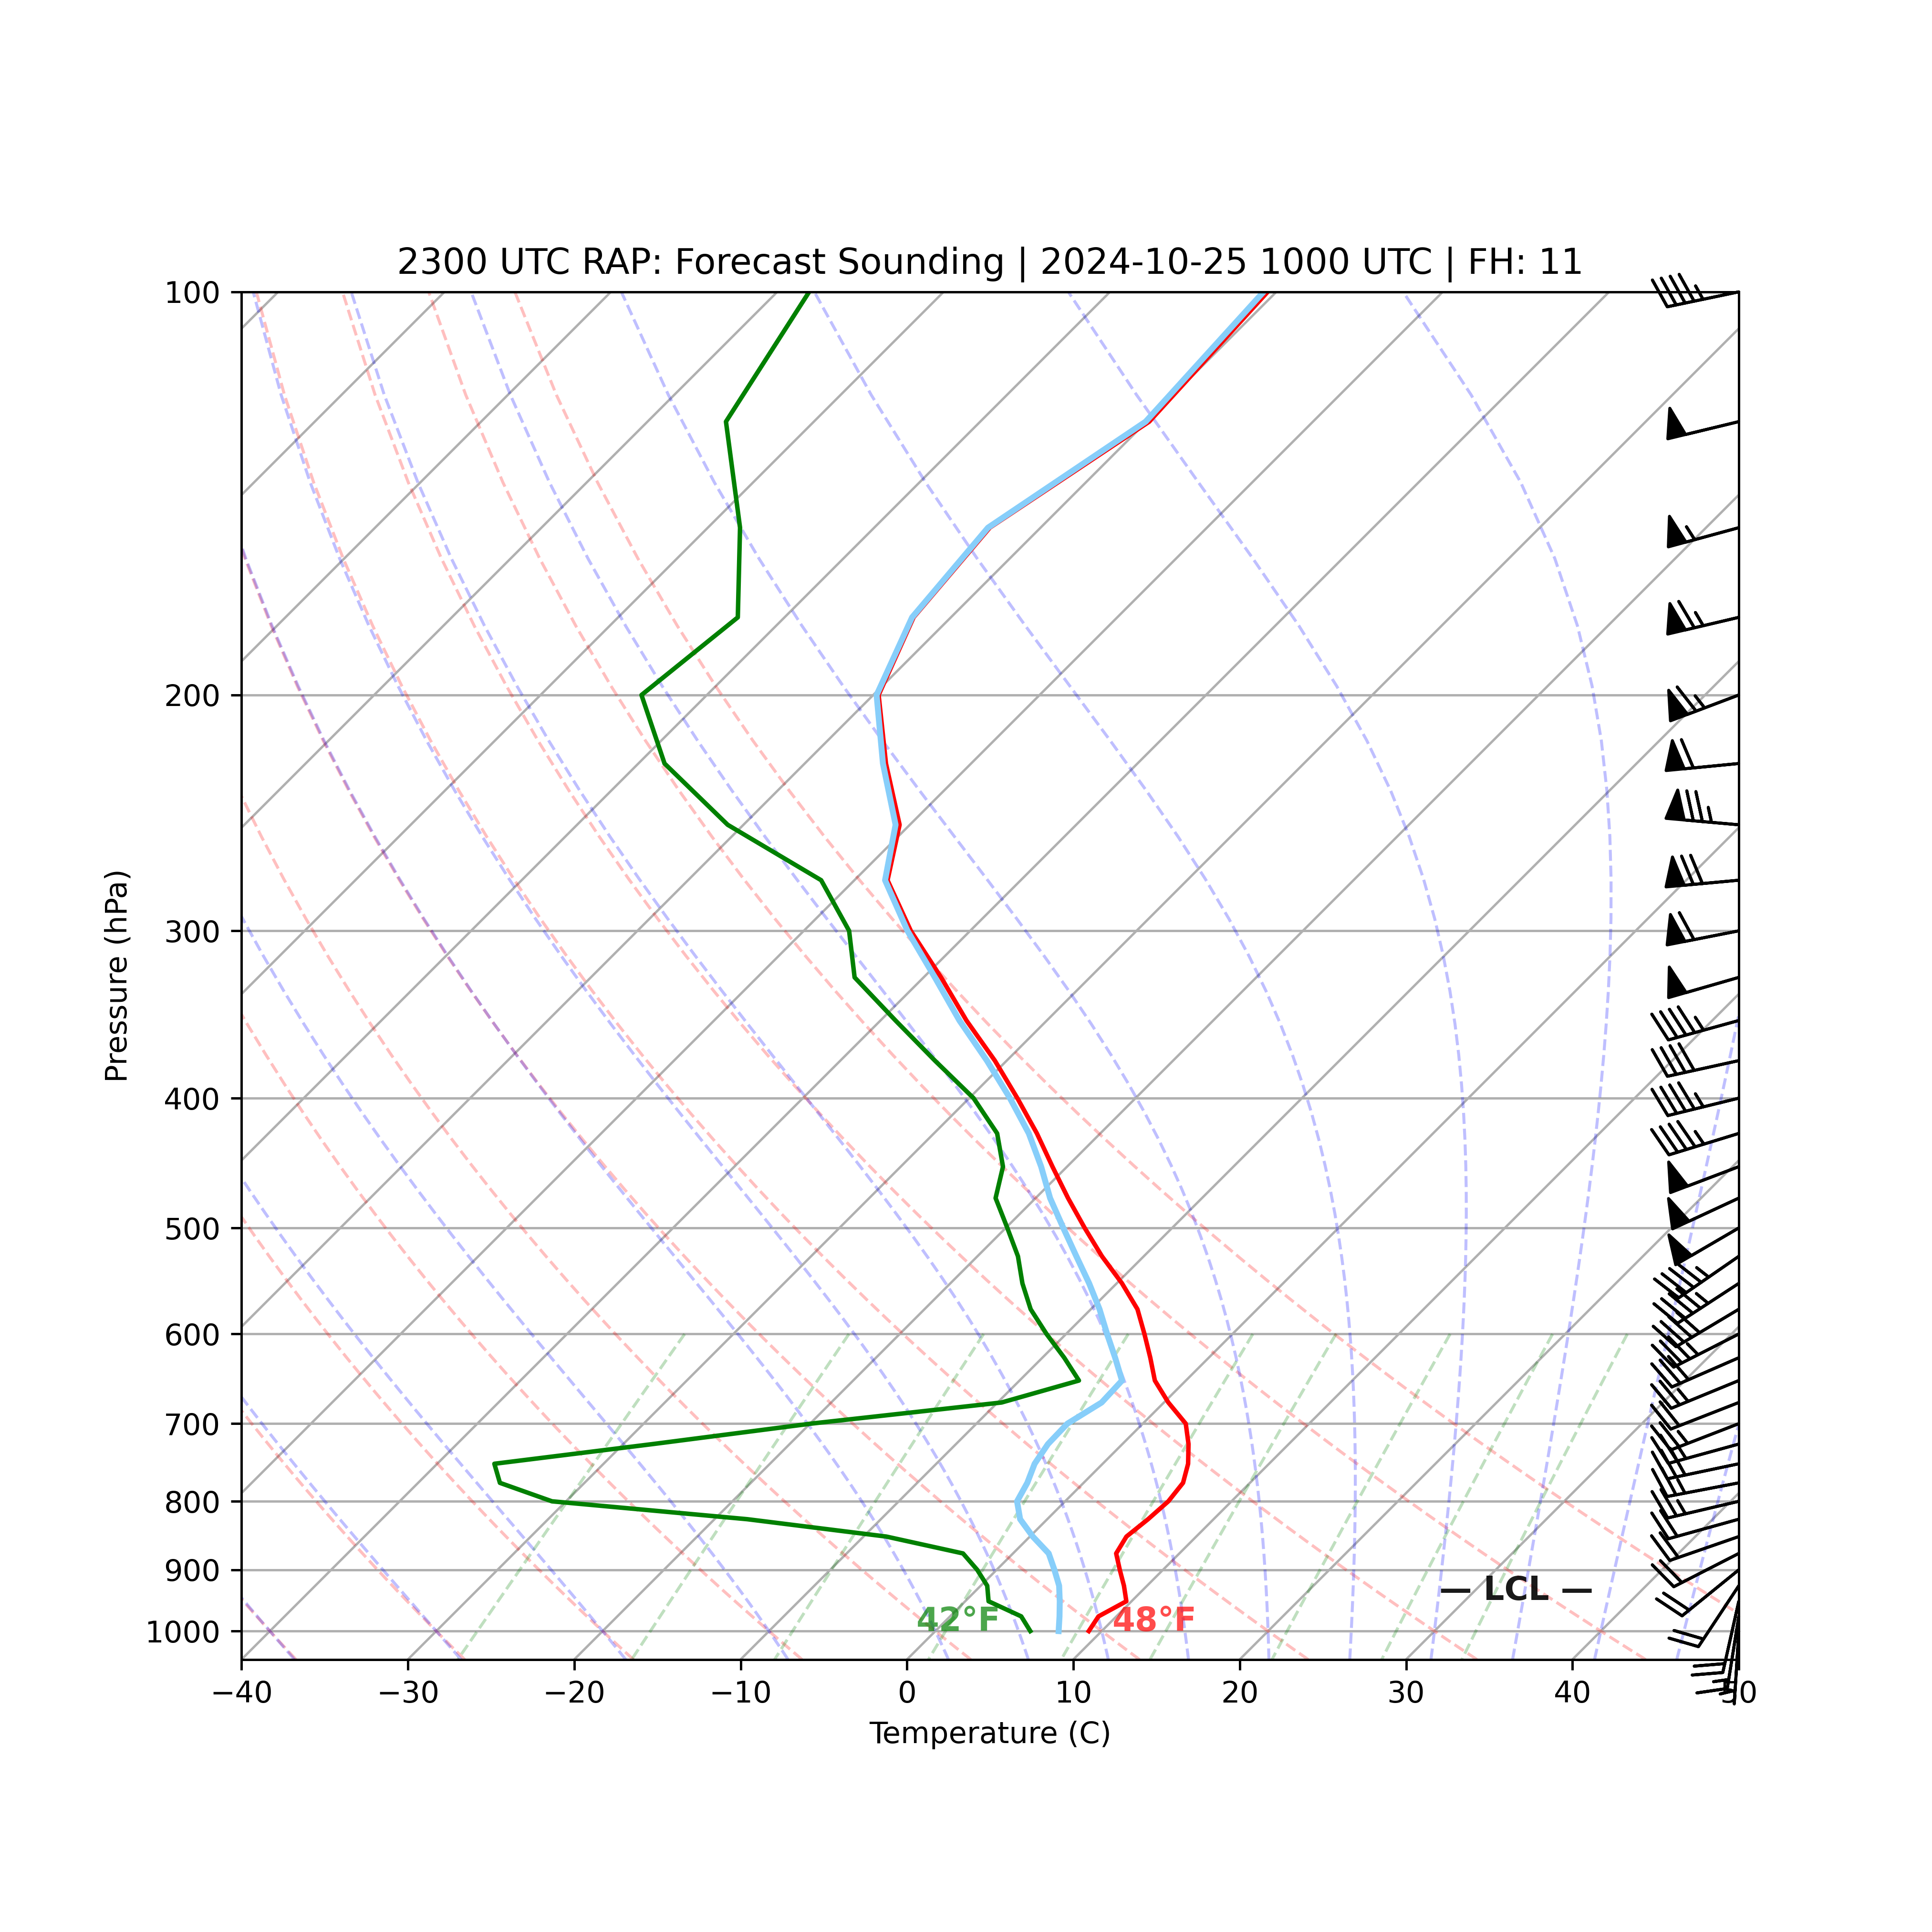 2300 UTC RAP: Forecast Sounding | 2024-10-25 1000 UTC | FH: 11
100
200
300
400
500
600
700
800
900
1000
Pressure (hPa)
— LCL —
42°F
48°F
−40 −30 −20 −10 0 10 20 30 40 50
Temperature (C)